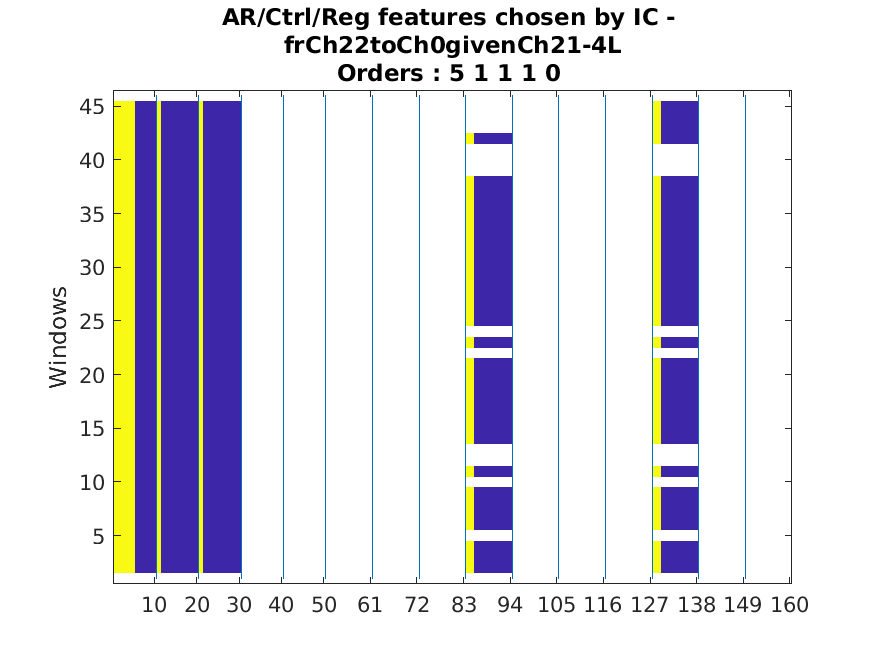 AR/Ctrl/Reg features chosen by IC -
frCh22toCh0givenCh21-4L
Orders : 5 1 1 1 0
45
40
35
30
25
20
15
10
5
Windows
10 20 30 40 50 61 72 83 94 105 116 127 138 149 160